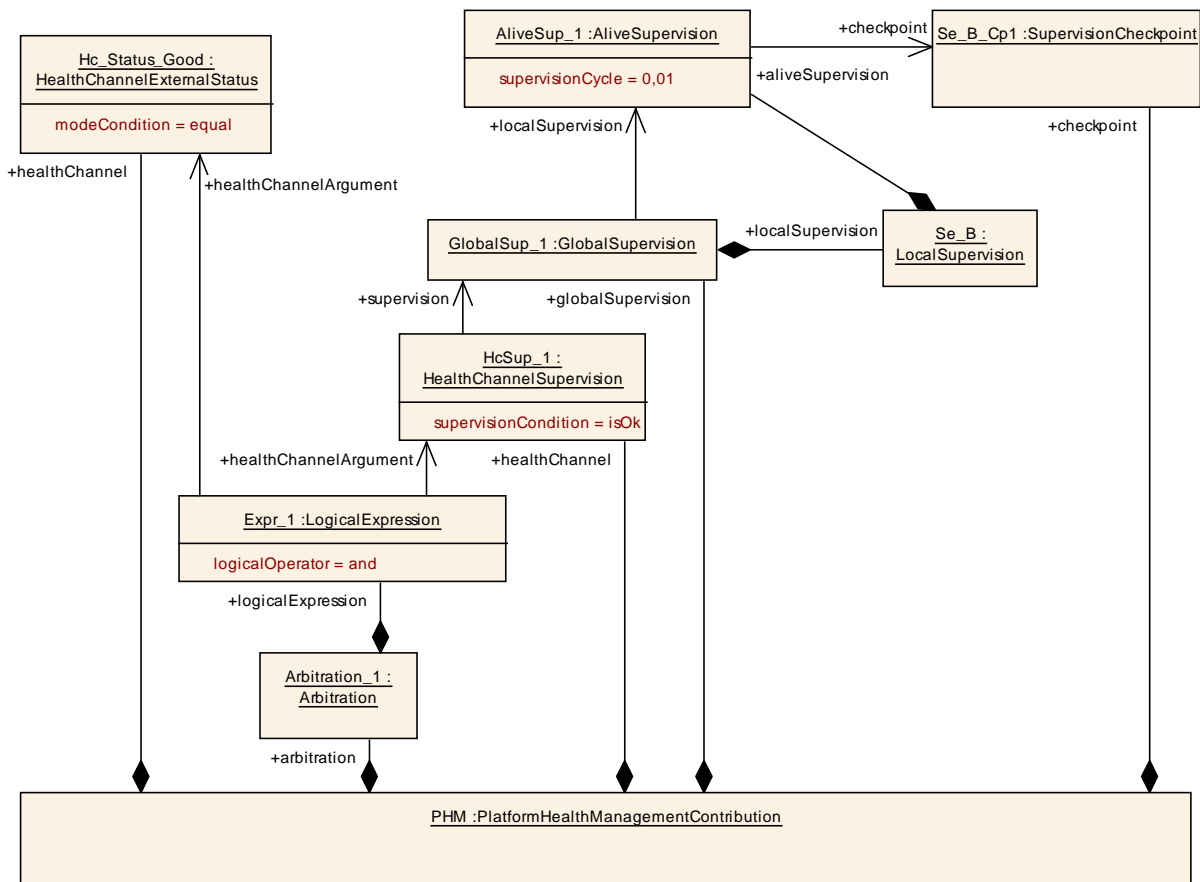 AliveSup_1 :AliveSupervision
supervisionCycle = 0,01
+checkpoint
Se_B_Cp1 :SupervisionCheckpoint
+aliveSupervision
Hc_Status_Good :
HealthChannelExternalStatus
modeCondition = equal
+healthChannel
+healthChannelArgument
+localSupervision
+checkpoint
GlobalSup_1 :GlobalSupervision
+localSupervision
Se_B :
LocalSupervision
+supervision
+globalSupervision
HcSup_1 :
HealthChannelSupervision
supervisionCondition = isOk
+healthChannelArgument
+healthChannel
Expr_1 :LogicalExpression
logicalOperator = and
+logicalExpression
Arbitration_1 :
Arbitration
+arbitration
PHM :PlatformHealthManagementContribution